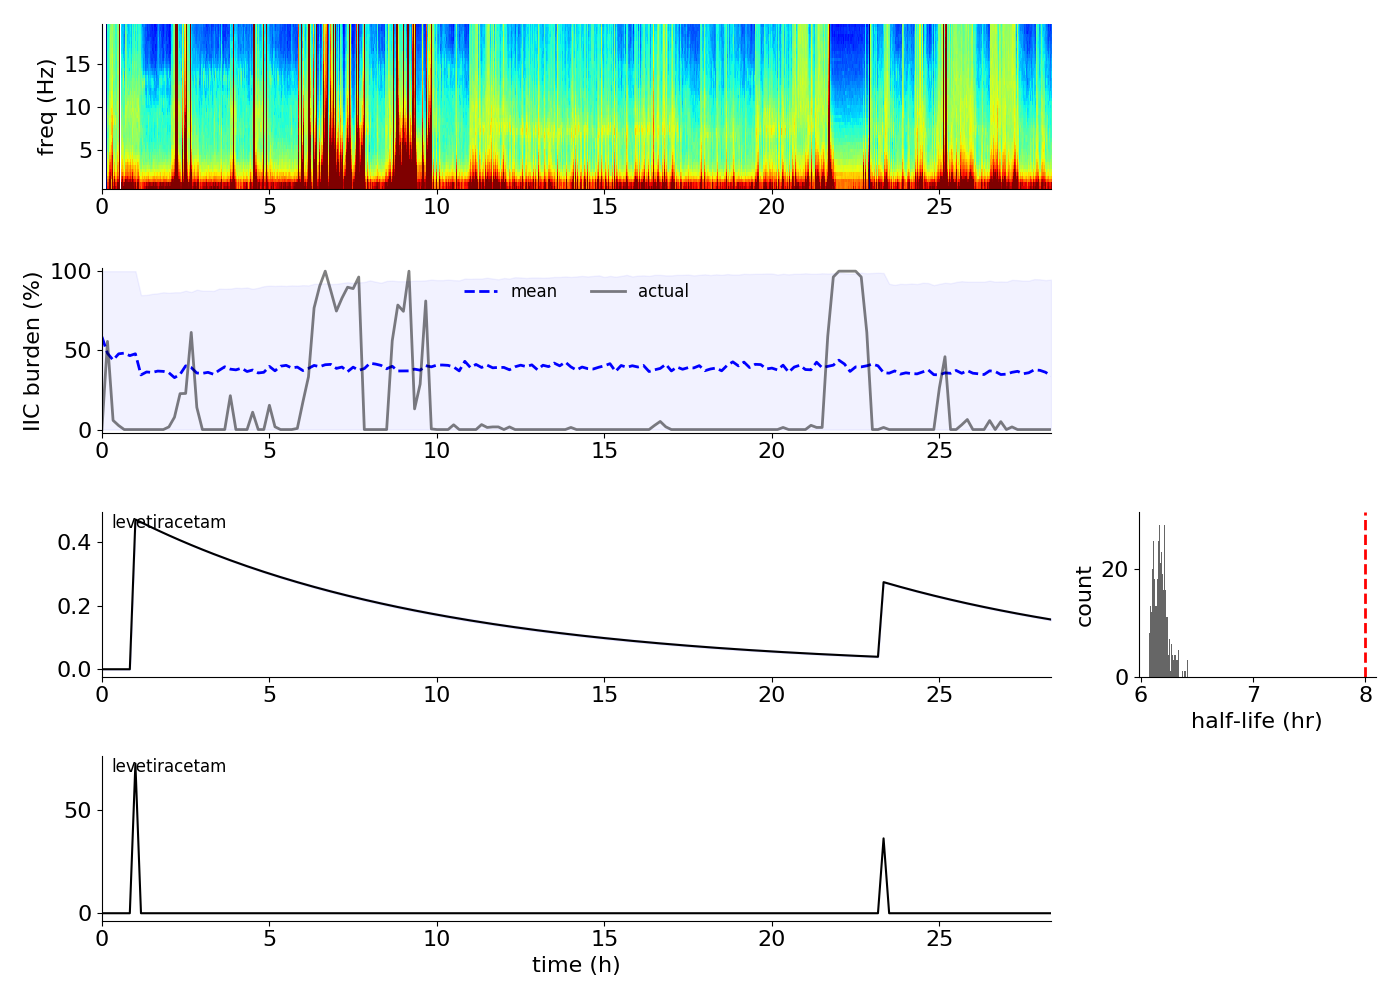 freq (Hz)
15
10
5
0 5 10 15 20 25
IIC burden (%)
100
50
0
mean actual
0 5 10 15 20 25
levetiracetam
0.4
0.2
0.0
0 5 10 15 20 25
count
20
0
6 7 8
half-life (hr)
levetiracetam
50
0
0 5 10 15 20 25
time (h)